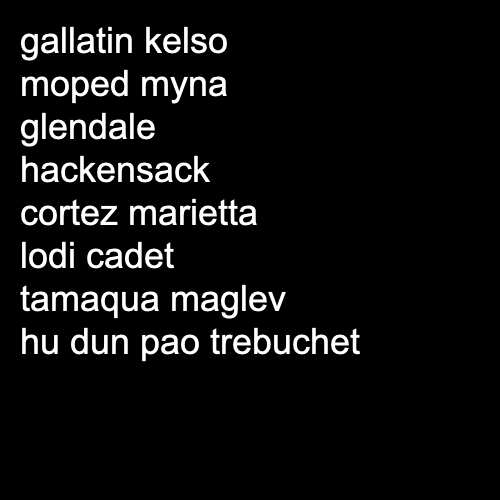 gallatin kelso
moped myna
glendale
hackensack
cortez marietta
lodi cadet
tamaqua maglev
hu dun pao trebuchet